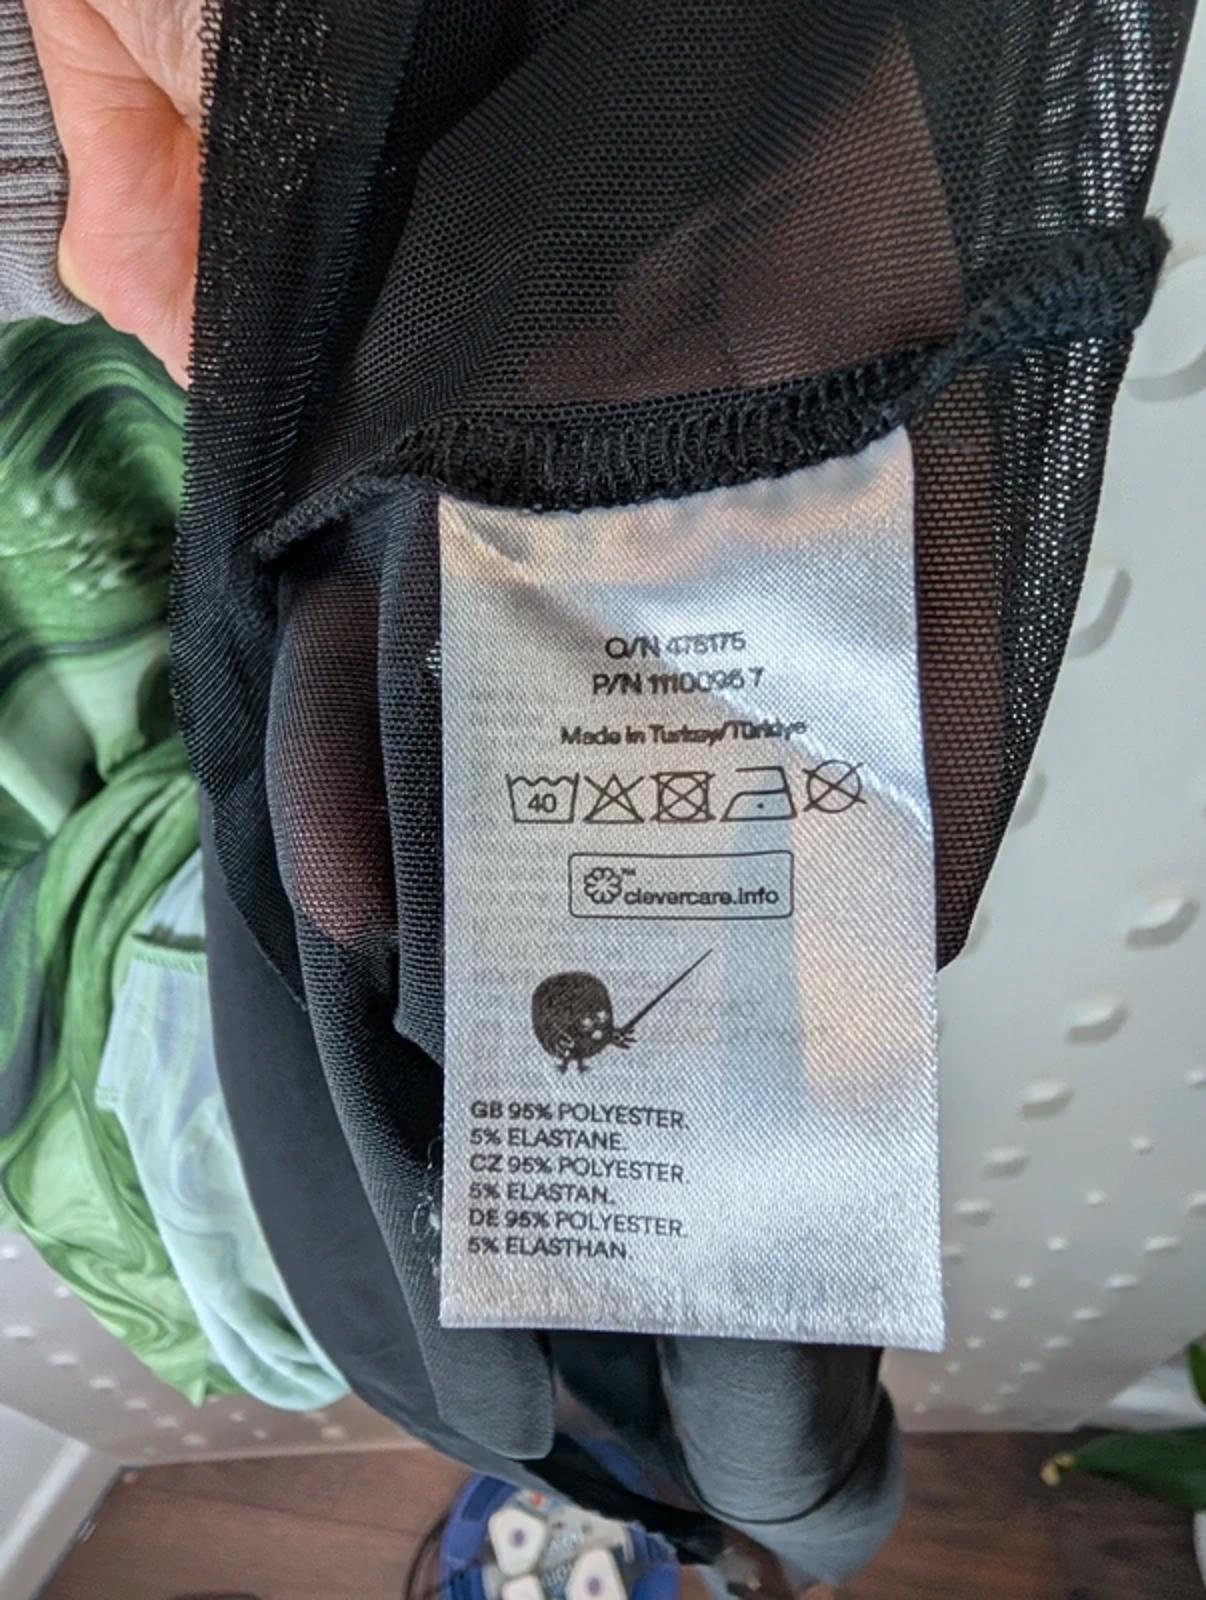 O/N 476175
P/N 1110096 7
Made in Turkey/Türkiye
40
clevercare.info
GB 95% POLYESTER.
5% ELASTANE.
CZ 95% POLYESTER.
5% ELASTAN.
DE 95% POLYESTER.
5% ELASTHAN.